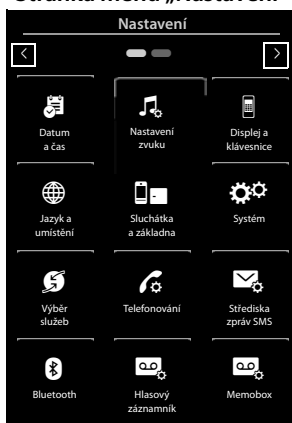 Stránka menu „Nastavení“
Nastavení
Datum
a čas
Nastavení
zvuku
Displej a
klávesnice
Jazyk a
umístění
Sluchátka
a základna
Systém
Výběr
služeb
Telefonování
Střediska
zpráv SMS
Bluetooth
Hlasový
záznamník
Memobox